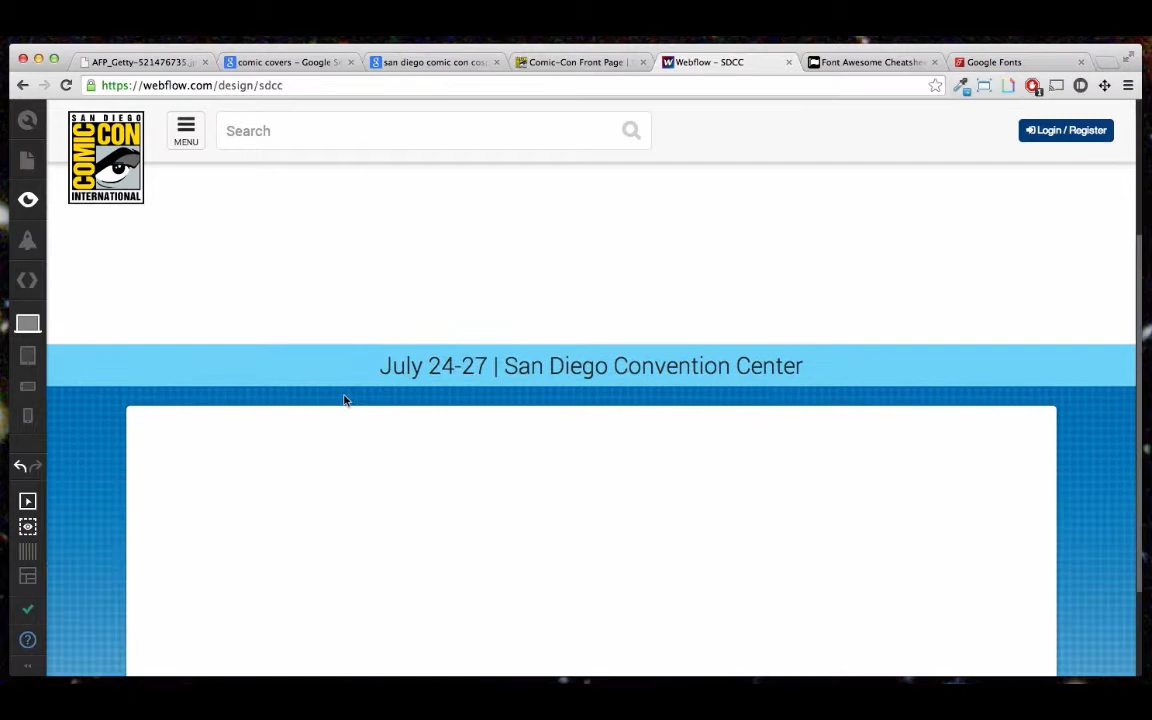 AFP_Getty-521476735.j
comic covers – Google S
san diego comic con cos
Comic-Con Front Page |
Webflow – SDCC
Font Awesome Cheatshe
Google Fonts
https://webflow.com/design/sdcc
1
SAN DIEGO
COMIC
CON
INTERNATIONAL
MENU
Search
Login / Register
July 24-27 | San Diego Convention Center